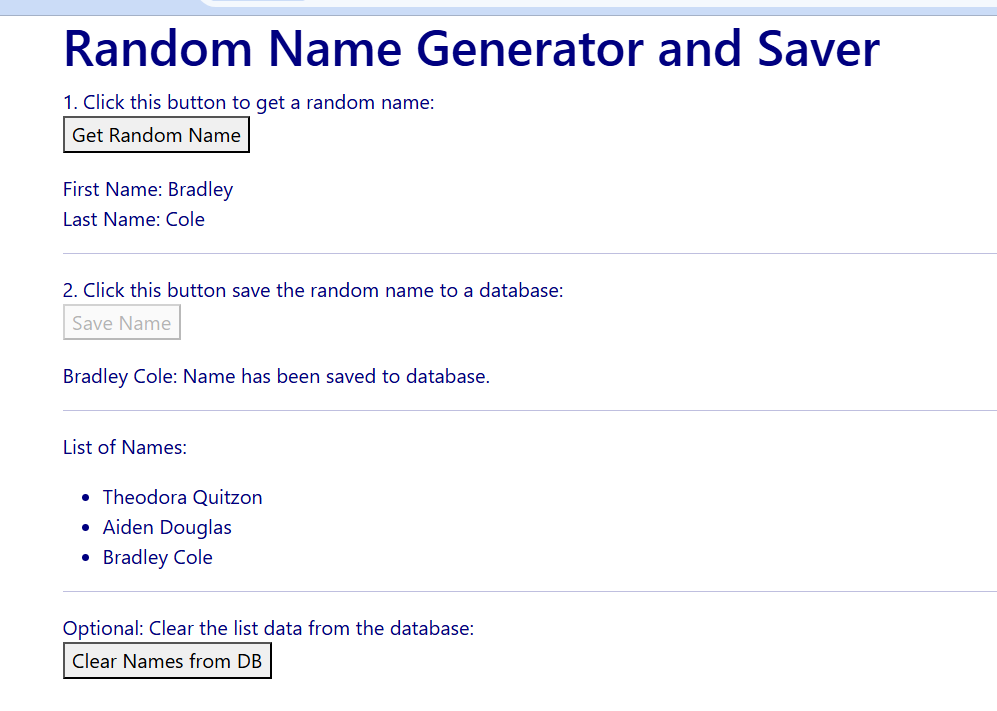 Random Name Generator and Saver
1. Click this button to get a random name:
Get Random Name
First Name: Bradley
Last Name: Cole
2. Click this button save the random name to a database:
Save Name
Bradley Cole: Name has been saved to database.
List of Names:
• Theodora Quitzon
• Aiden Douglas
• Bradley Cole
Optional: Clear the list data from the database:
Clear Names from DB